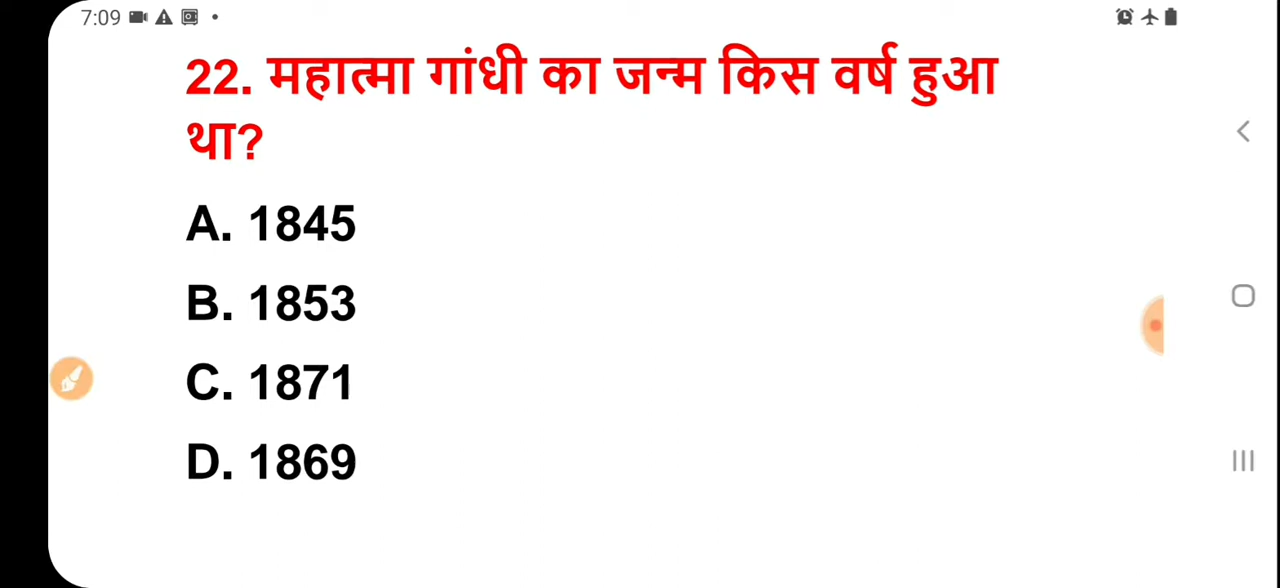 7:09
22. महात्मा गांधी का जन्म किस वर्ष हुआ
था?
A. 1845
B. 1853
C. 1871
D. 1869